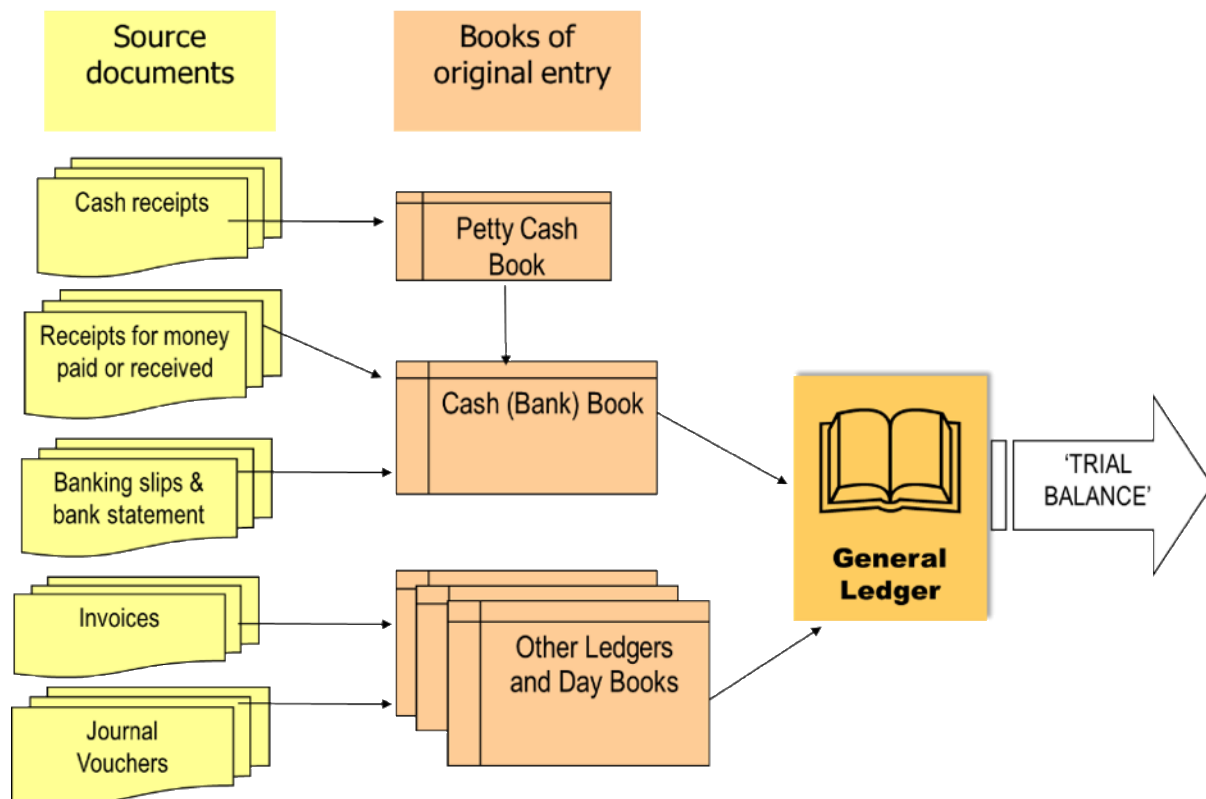 Source
documents
Books of
original entry
Cash receipts
Petty Cash
Book
Receipts for money
paid or received
Cash (Bank) Book
Banking slips &
bank statement
General
Ledger
‘TRIAL
BALANCE’
Invoices
Other Ledgers
and Day Books
Journal
Vouchers